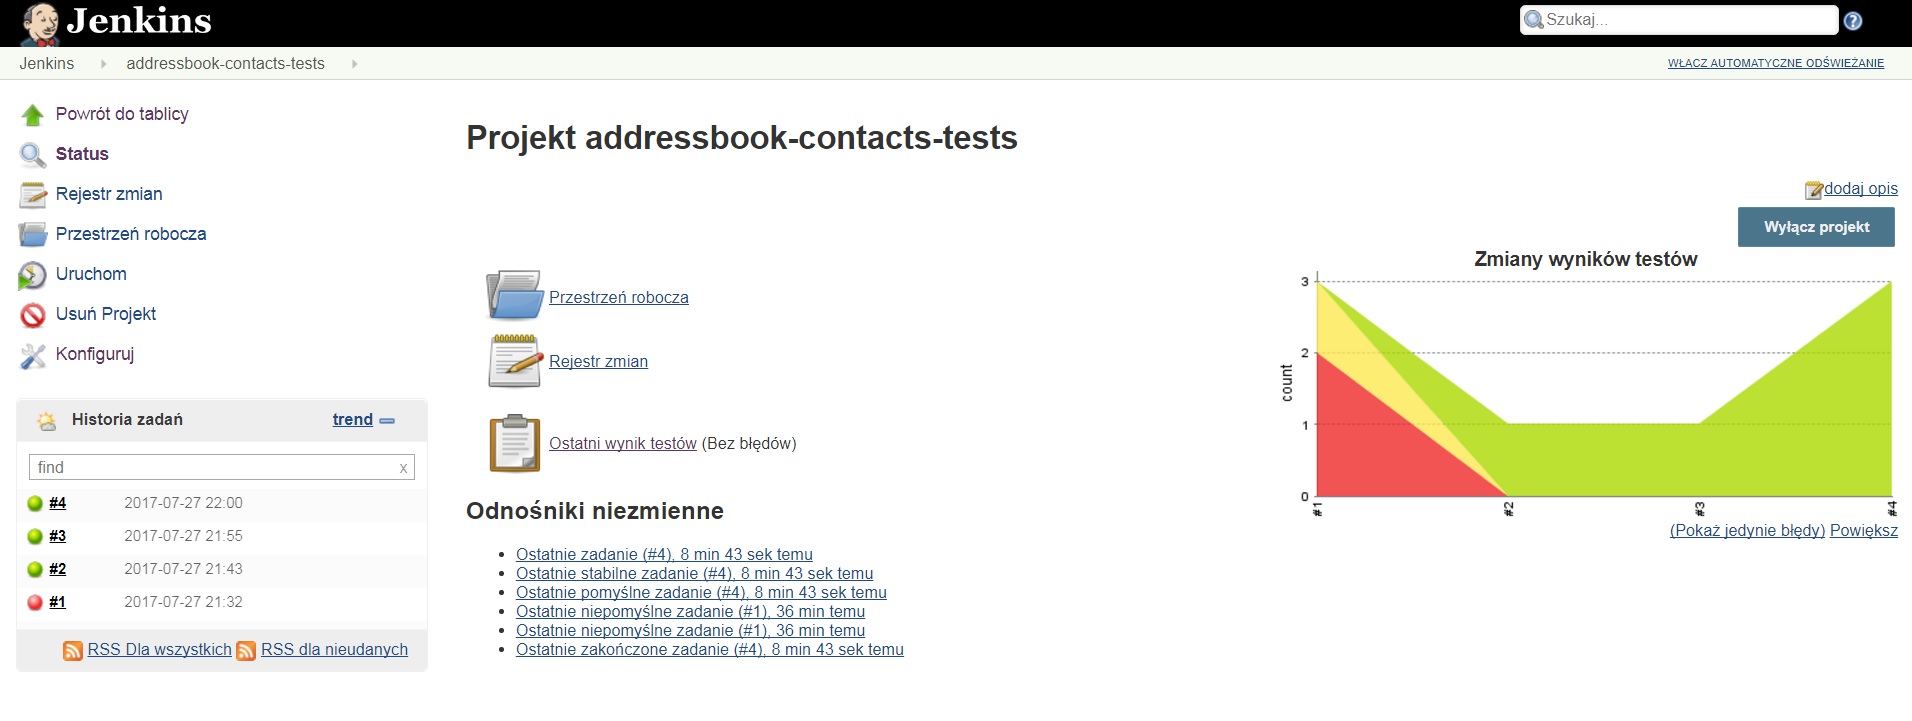 Jenkins
Szukaj...
Jenkins addressbook-contacts-tests
WŁĄCZ AUTOMATYCZNE ODŚWIEŻANIE
Powrót do tablicy
Status
Rejestr zmian
Przestrzeń robocza
Uruchom
Usuń Projekt
Konfiguruj
Historia zadań trend
find x
#4 2017-07-27 22:00
#3 2017-07-27 21:55
#2 2017-07-27 21:43
#1 2017-07-27 21:32
RSS Dla wszystkich RSS dla nieudanych
Projekt addressbook-contacts-tests
dodaj opis
Wyłącz projekt
Przestrzeń robocza
Rejestr zmian
Ostatni wynik testów (Bez błędów)
Odnośniki niezmienne
Ostatnie zadanie (#4), 8 min 43 sek temu
Ostatnie stabilne zadanie (#4), 8 min 43 sek temu
Ostatnie pomyślne zadanie (#4), 8 min 43 sek temu
Ostatnie niepomyślne zadanie (#1), 36 min temu
Ostatnie niepomyślne zadanie (#1), 36 min temu
Ostatnie zakończone zadanie (#4), 8 min 43 sek temu
Zmiany wyników testów
3
2
1
0
count
#1 #2 #3 #4
(Pokaż jedynie błędy) Powiększ